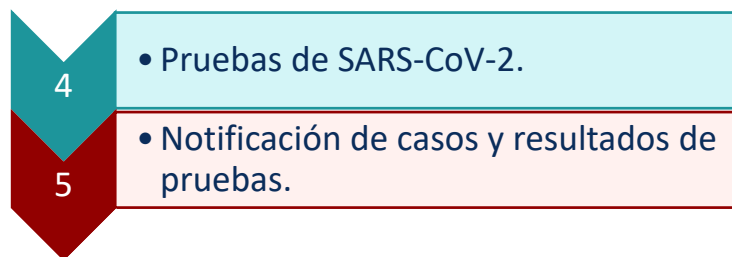 4
• Pruebas de SARS-CoV-2.
5
• Notificación de casos y resultados de
pruebas.